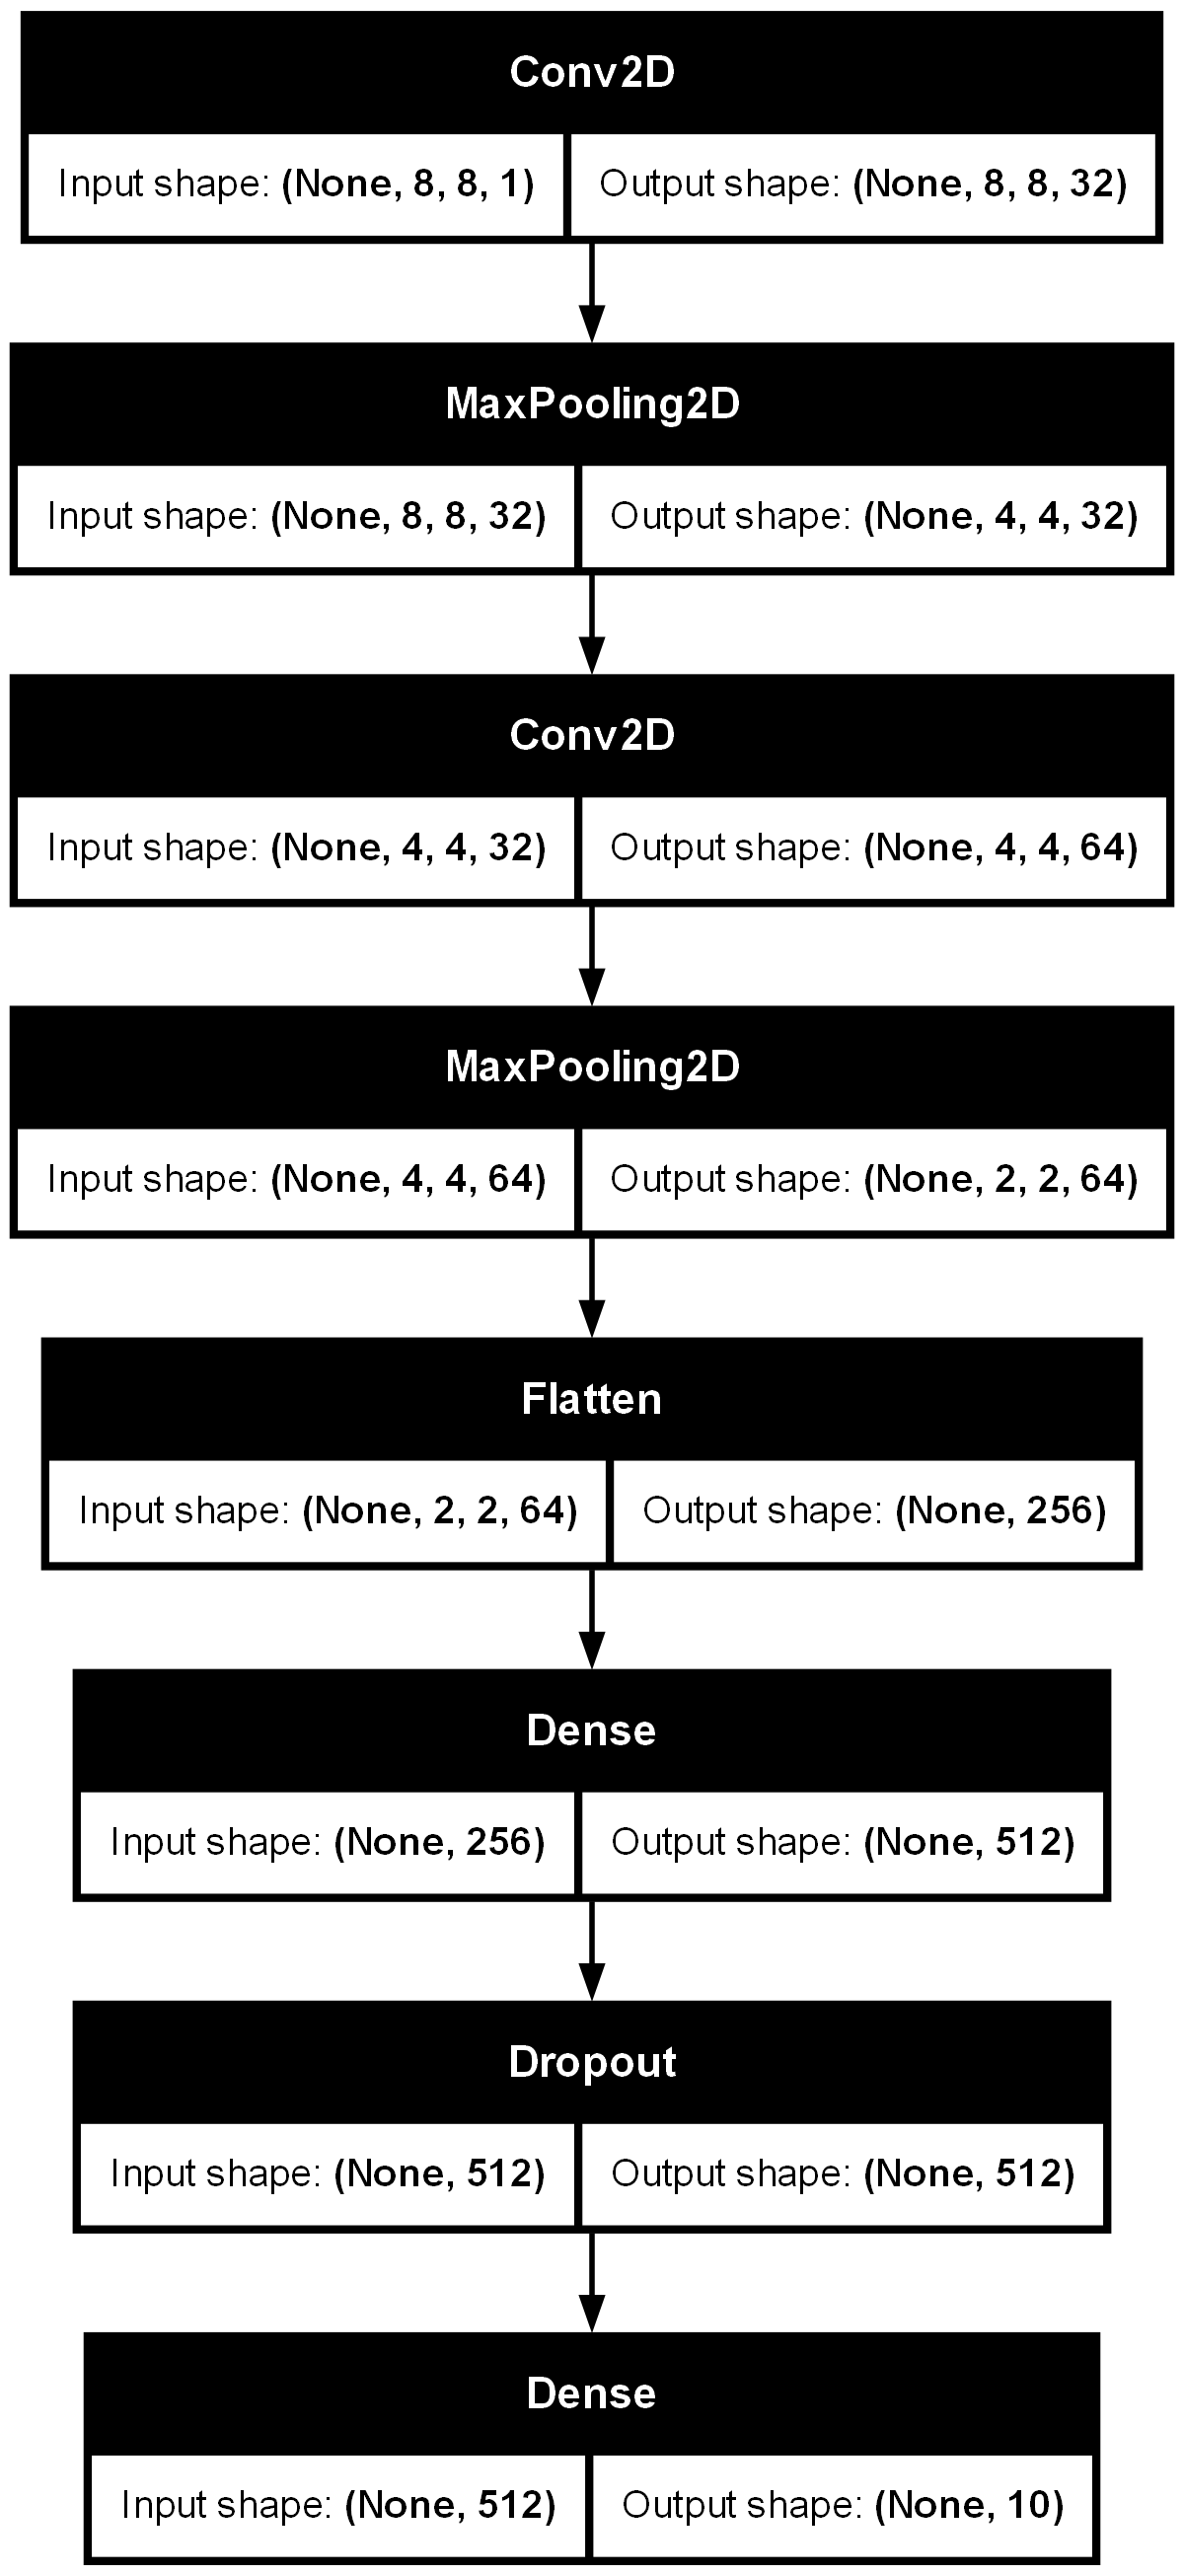 Conv2D
Input shape: (None, 8, 8, 1) Output shape: (None, 8, 8, 32)
MaxPooling2D
Input shape: (None, 8, 8, 32) Output shape: (None, 4, 4, 32)
Conv2D
Input shape: (None, 4, 4, 32) Output shape: (None, 4, 4, 64)
MaxPooling2D
Input shape: (None, 4, 4, 64) Output shape: (None, 2, 2, 64)
Flatten
Input shape: (None, 2, 2, 64) Output shape: (None, 256)
Dense
Input shape: (None, 256) Output shape: (None, 512)
Dropout
Input shape: (None, 512) Output shape: (None, 512)
Dense
Input shape: (None, 512) Output shape: (None, 10)